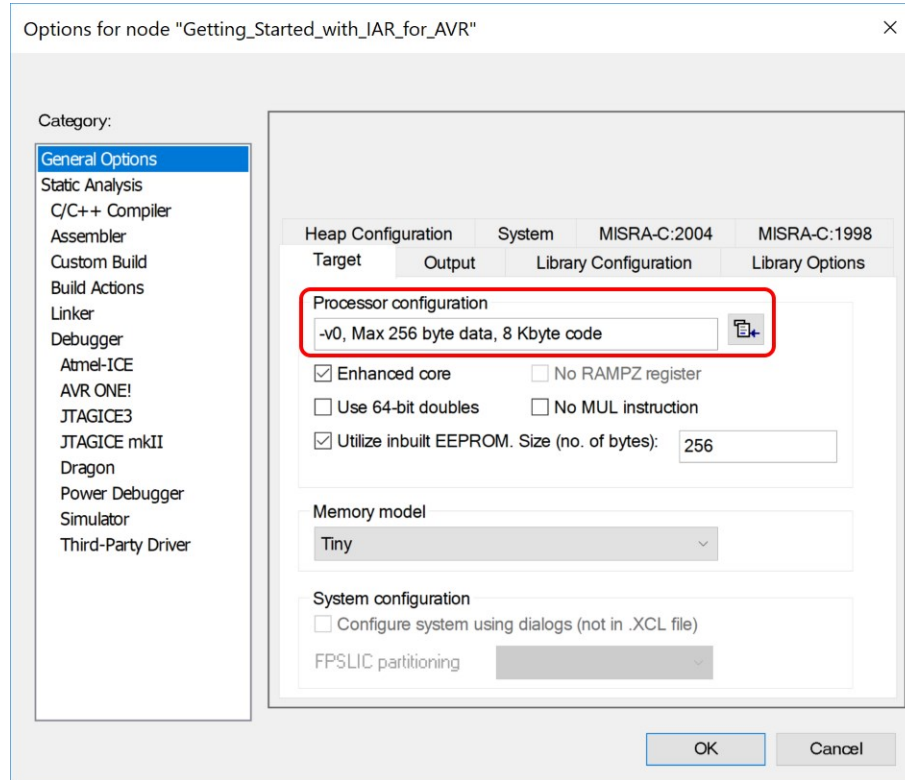 Options for node "Getting_Started_with_IAR_for_AVR"
Category:
General Options
Static Analysis
C/C++ Compiler
Assembler
Custom Build
Build Actions
Linker
Debugger
Atmel-ICE
AVR ONE!
JTAGICE3
JTAGICE mkII
Dragon
Power Debugger
Simulator
Third-Party Driver
Heap Configuration System MISRA-C:2004 MISRA-C:1998
Target Output Library Configuration Library Options
Processor configuration
-v0, Max 256 byte data, 8 Kbyte code
Enhanced core No RAMPZ register
Use 64-bit doubles No MUL instruction
Utilize inbuilt EEPROM. Size (no. of bytes): 256
Memory model
Tiny
System configuration
Configure system using dialogs (not in .XCL file)
FPSLIC partitioning
OK Cancel